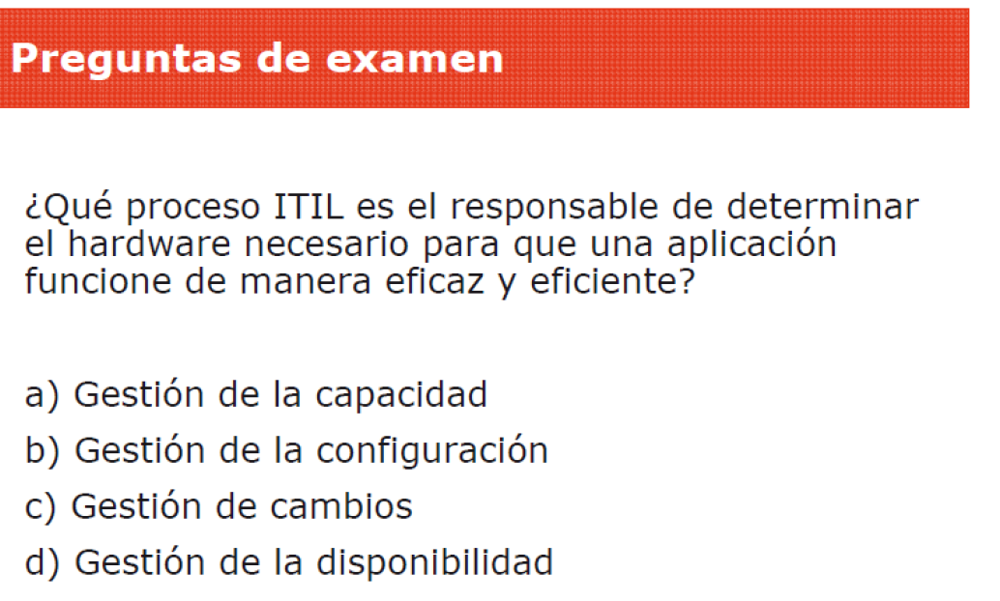 Preguntas de examen
¿Qué proceso ITIL es el responsable de determinar
el hardware necesario para que una aplicación
funcione de manera eficaz y eficiente?
a) Gestión de la capacidad
b) Gestión de la configuración
c) Gestión de cambios
d) Gestión de la disponibilidad